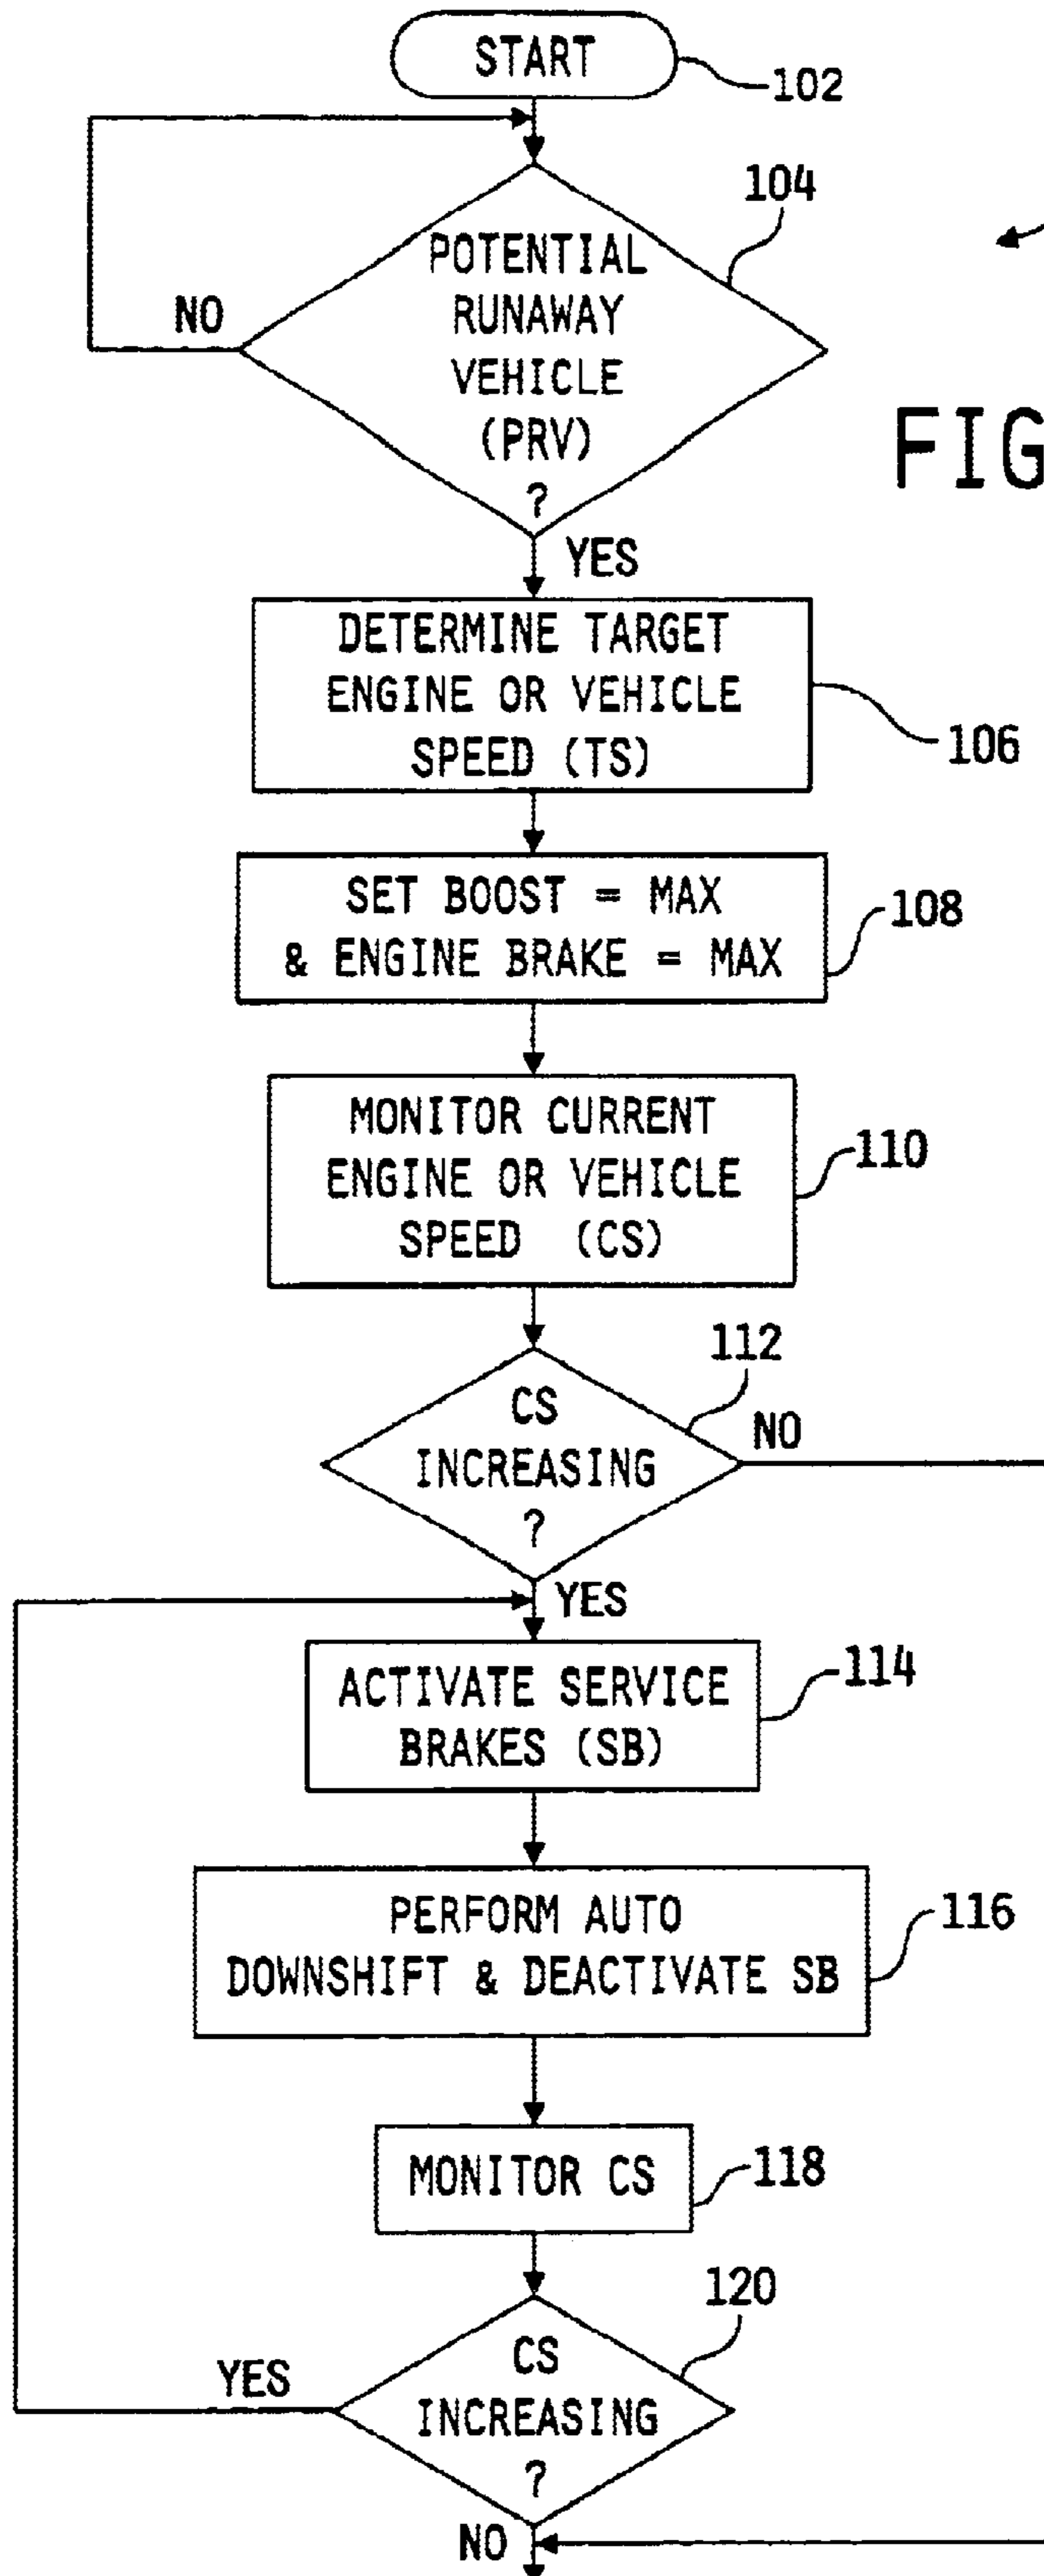 START
102
104
POTENTIAL
RUNAWAY
VEHICLE
(PRV)
?
NO
FIG
YES
DETERMINE TARGET
ENGINE OR VEHICLE
SPEED (TS)
106
SET BOOST = MAX
& ENGINE BRAKE = MAX
108
MONITOR CURRENT
ENGINE OR VEHICLE
SPEED (CS)
110
112
CS
INCREASING
?
NO
YES
ACTIVATE SERVICE
BRAKES (SB)
114
PERFORM AUTO
DOWNSHIFT & DEACTIVATE SB
116
MONITOR CS
118
120
CS
INCREASING
?
YES
NO